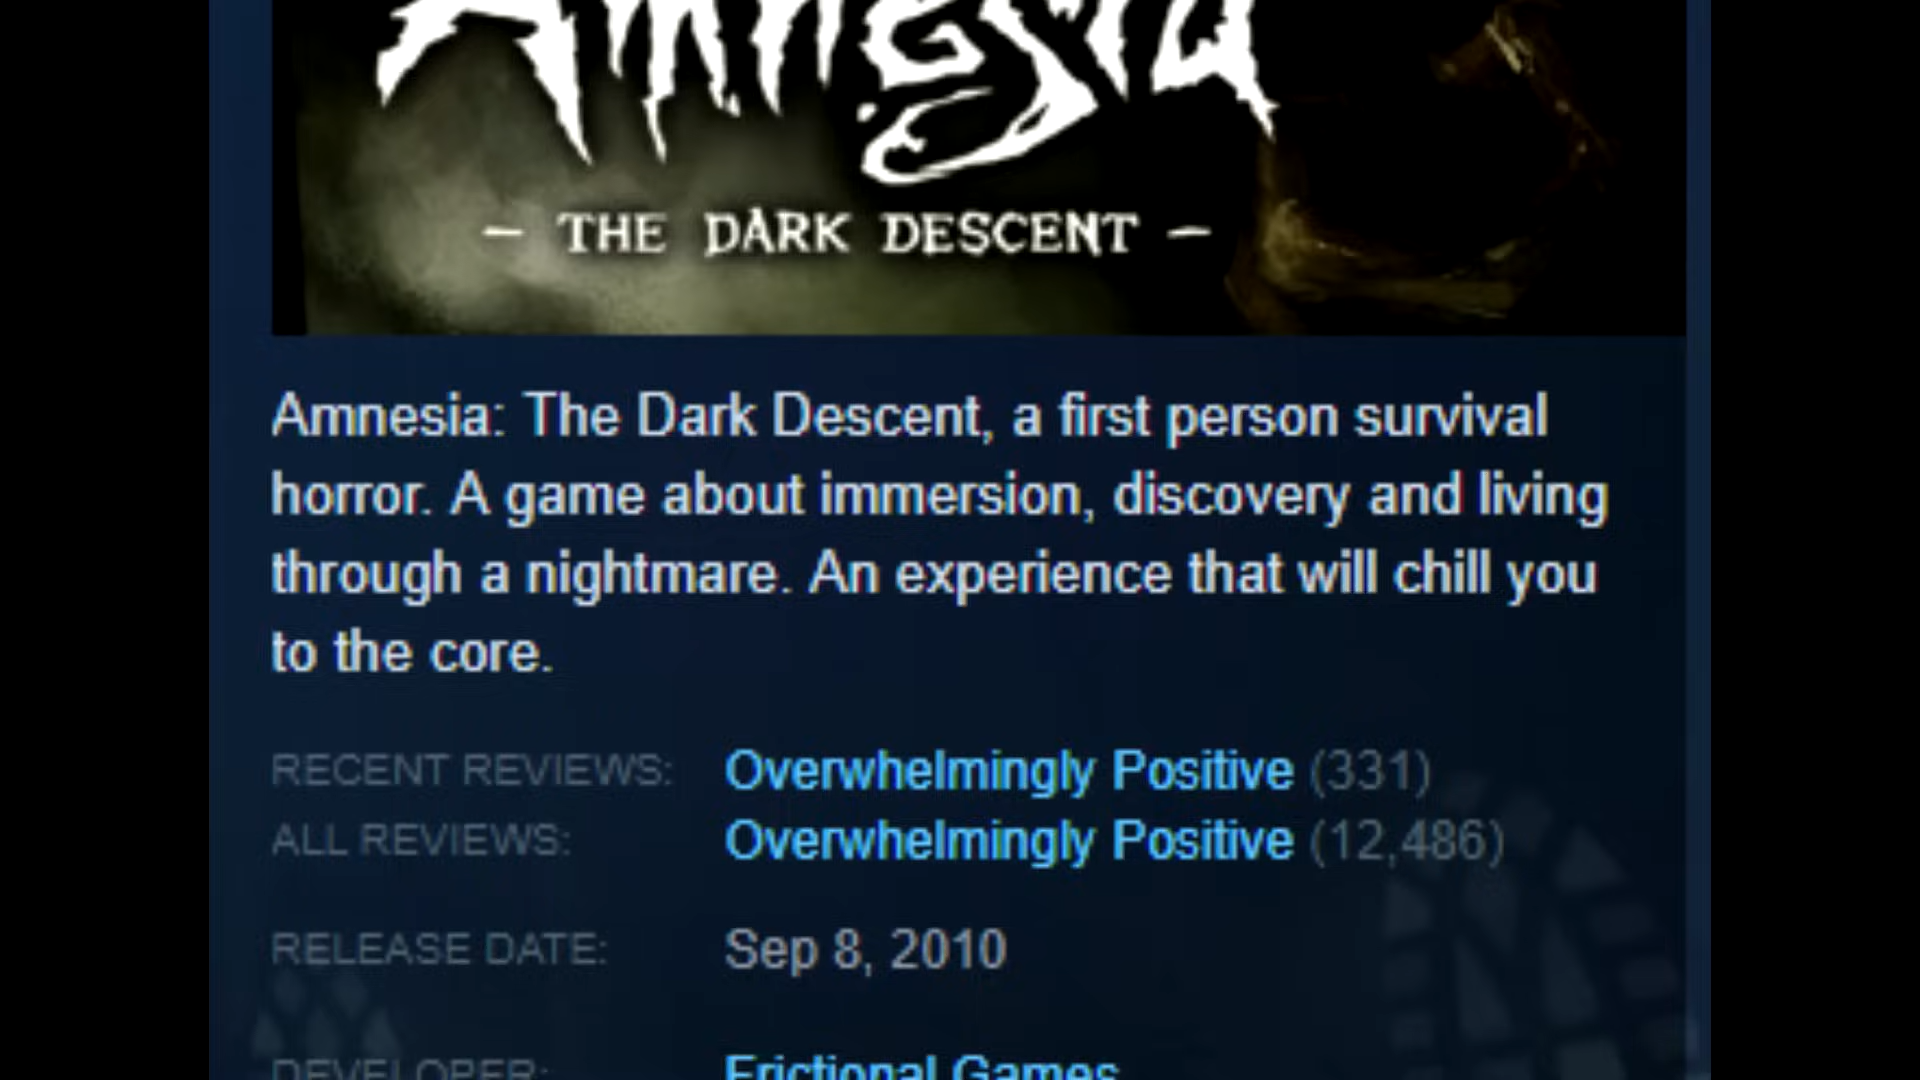 Amnesia
– THE DARK DESCENT –
Amnesia: The Dark Descent, a first person survival
horror. A game about immersion, discovery and living
through a nightmare. An experience that will chill you
to the core.
RECENT REVIEWS: Overwhelmingly Positive (331)
ALL REVIEWS: Overwhelmingly Positive (12,486)
RELEASE DATE: Sep 8, 2010
DEVELOPER: Frictional Games